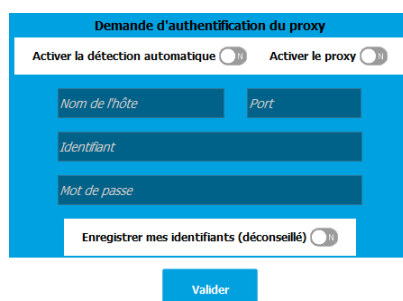 Demande d'authentification du proxy
Activer la détection automatique N Activer le proxy N
Nom de l'hôte Port
Identifiant
Mot de passe
Enregistrer mes identifiants (déconseillé) N
Valider